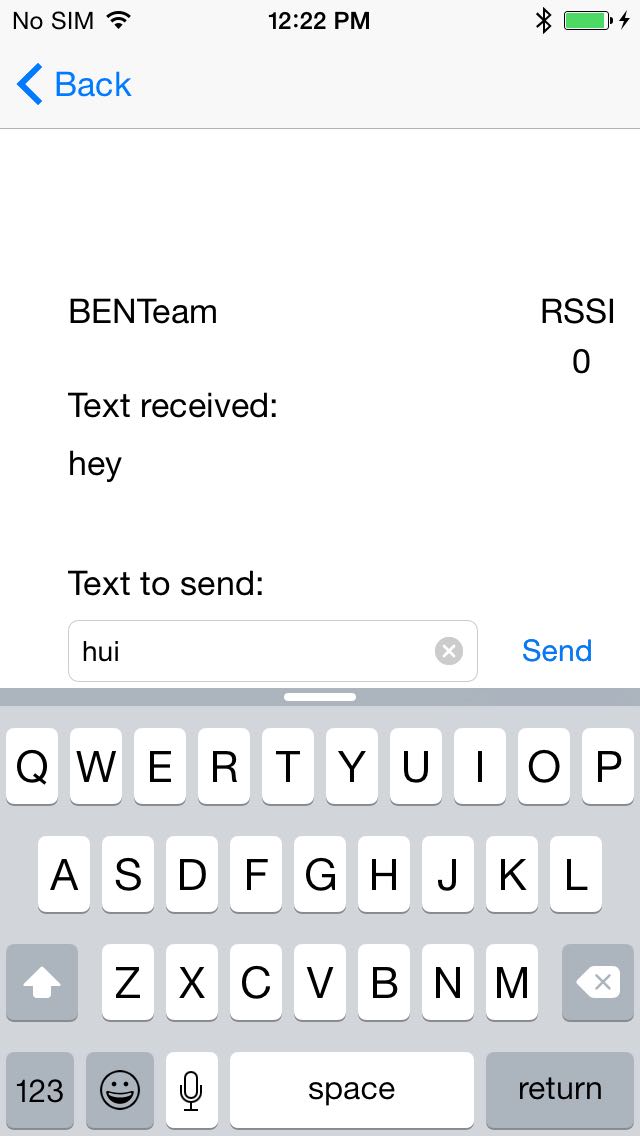 No SIM 12:22 PM
Back
BENTeam RSSI
0
Text received:
hey
Text to send:
hui Send
Q W E R T Y U I O P
A S D F G H J K L
Z X C V B N M
123 space return